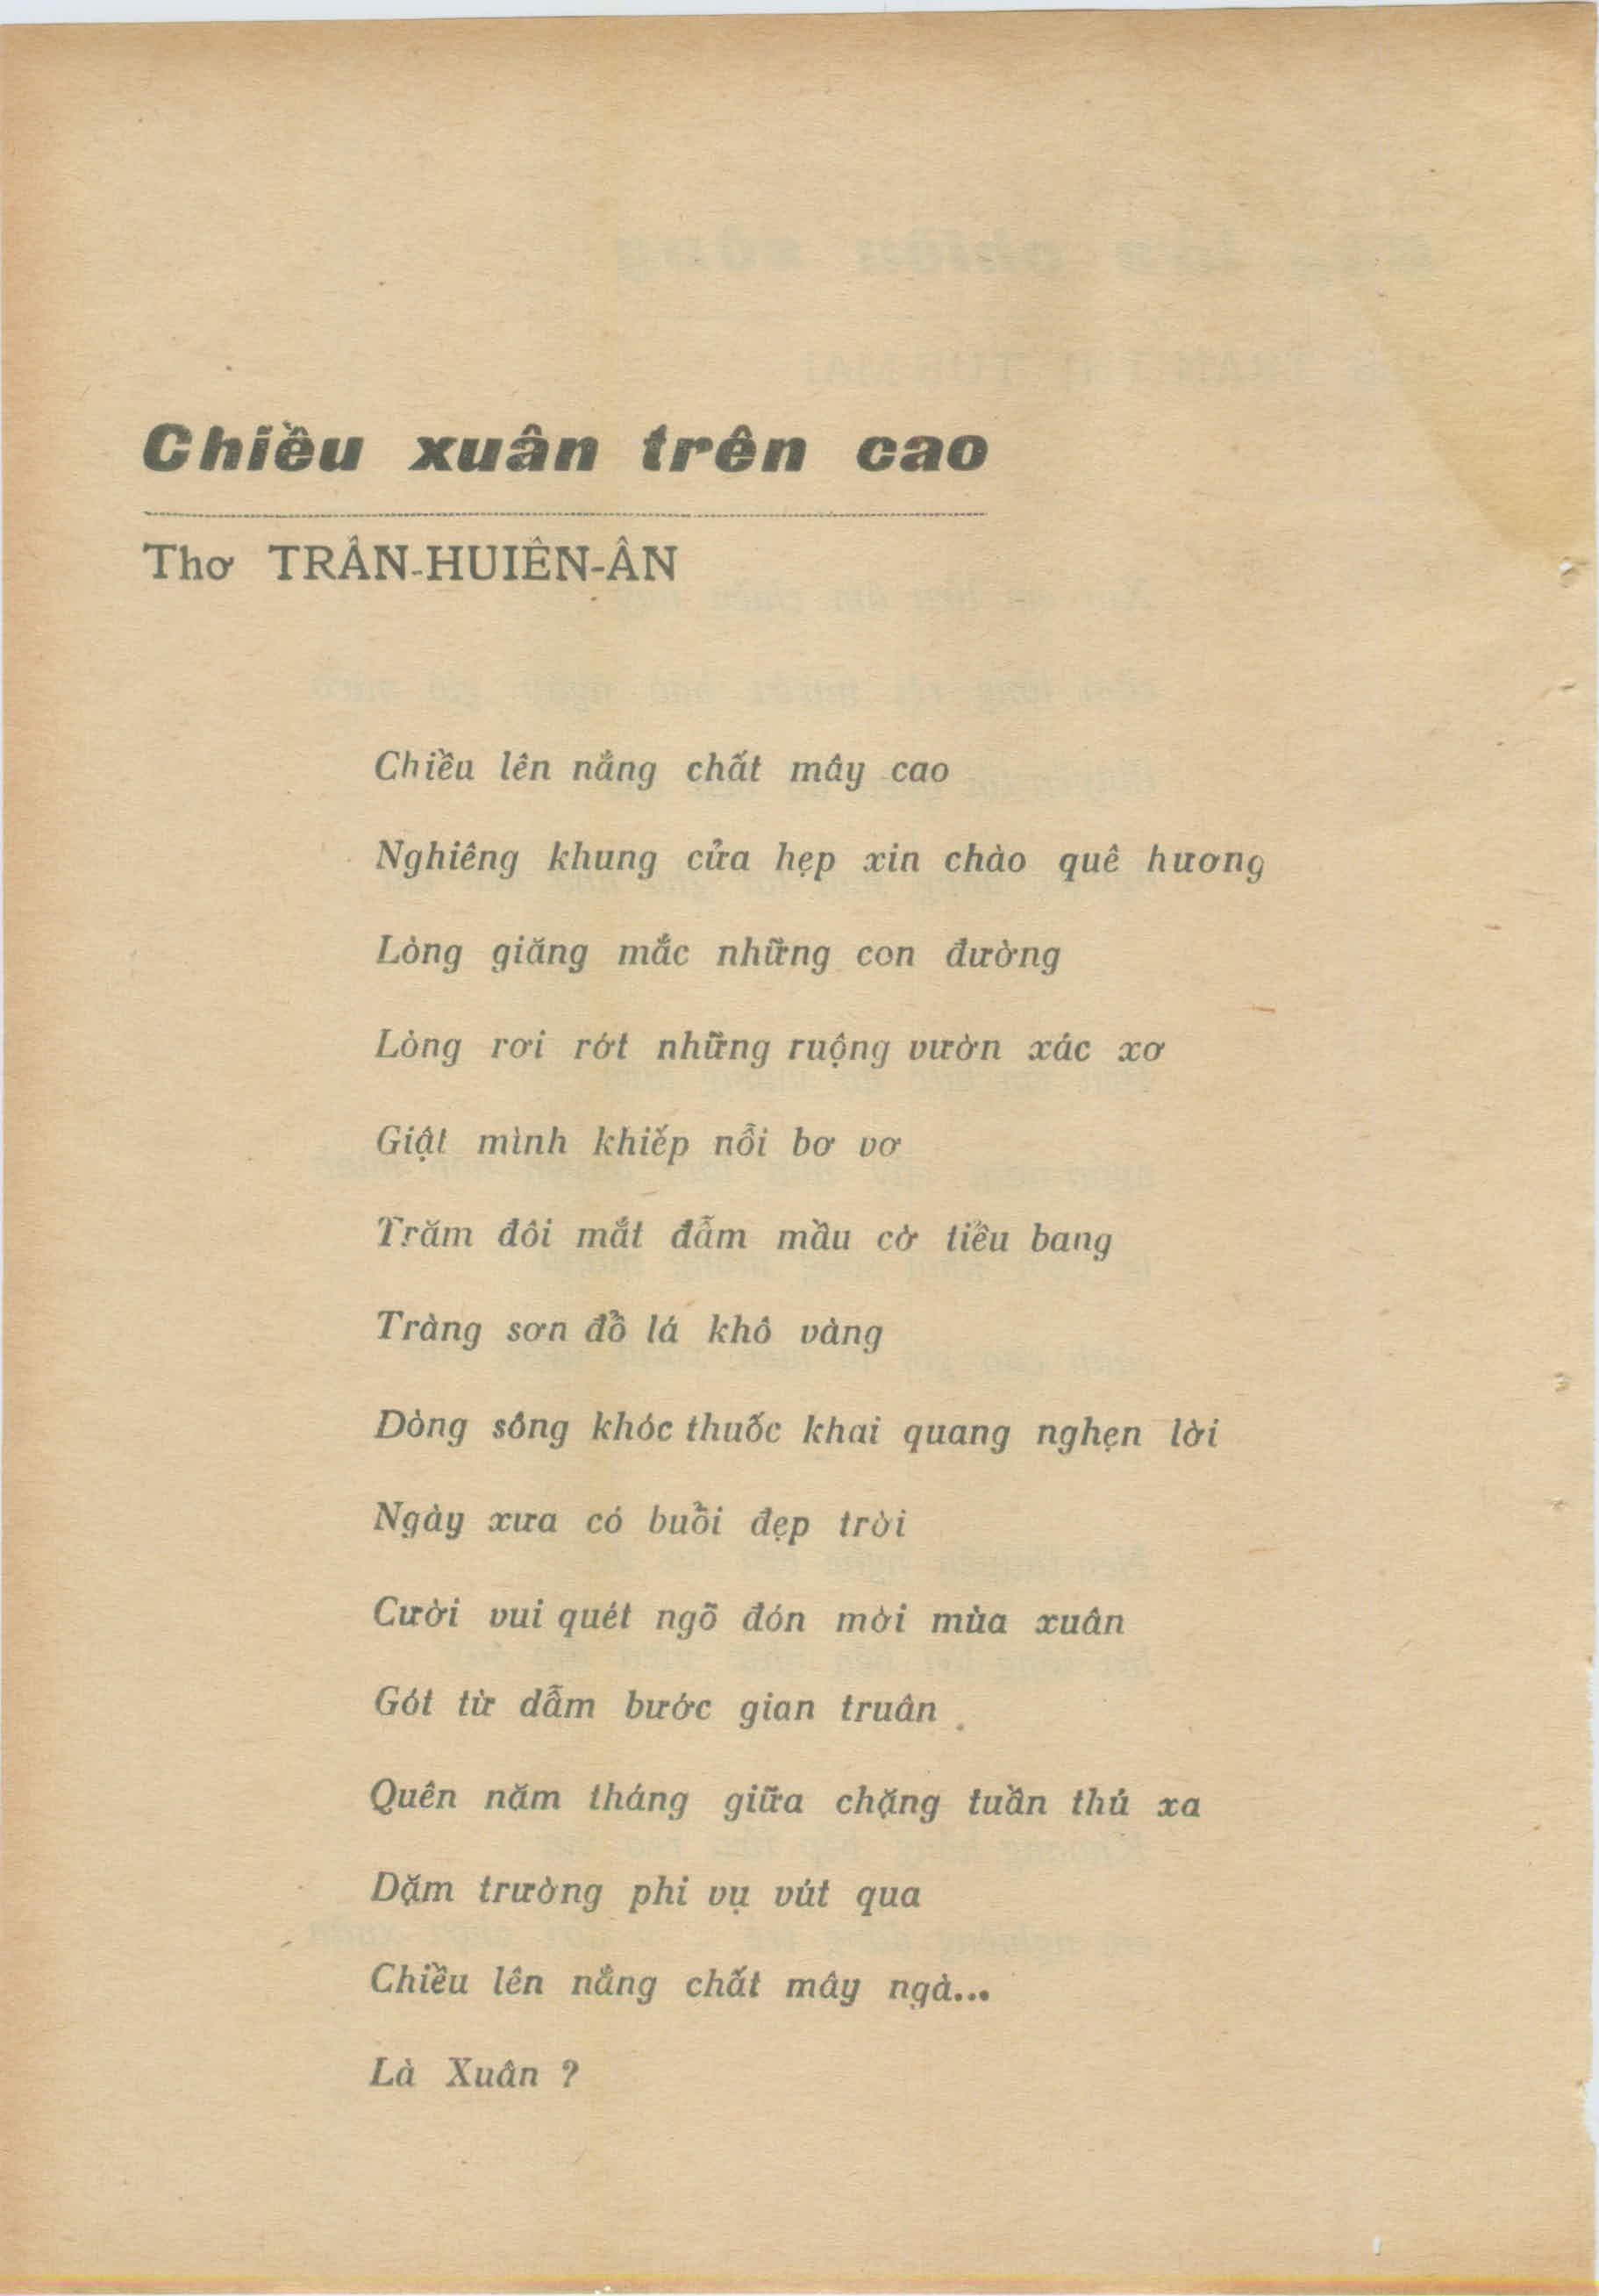 Chiều xuân trên cao
Thơ TRẦN-HUIÊN-ÂN
Chiều lên nắng chất mây cao
Nghiêng khung cửa hẹp xin chào quê hương
Lòng giăng mắc những con đường
Lòng rơi rớt những ruộng vườn xác xơ
Giật mình khiếp nỗi bơ vơ
Trăm đôi mắt đẫm mầu cờ tiểu bang
Tràng sơn đổ lá khô vàng
Dòng sông khóc thuốc khai quang nghẹn lời
Ngày xưa có buổi đẹp trời
Cười vui quét ngõ đón mời mùa xuân
Gót từ dẫm bước gian truân
Quên năm tháng giữa chặng tuần thú xa
Dặm trường phi vụ vút qua
Chiều lên nắng chất mây ngà...
Là Xuân ?